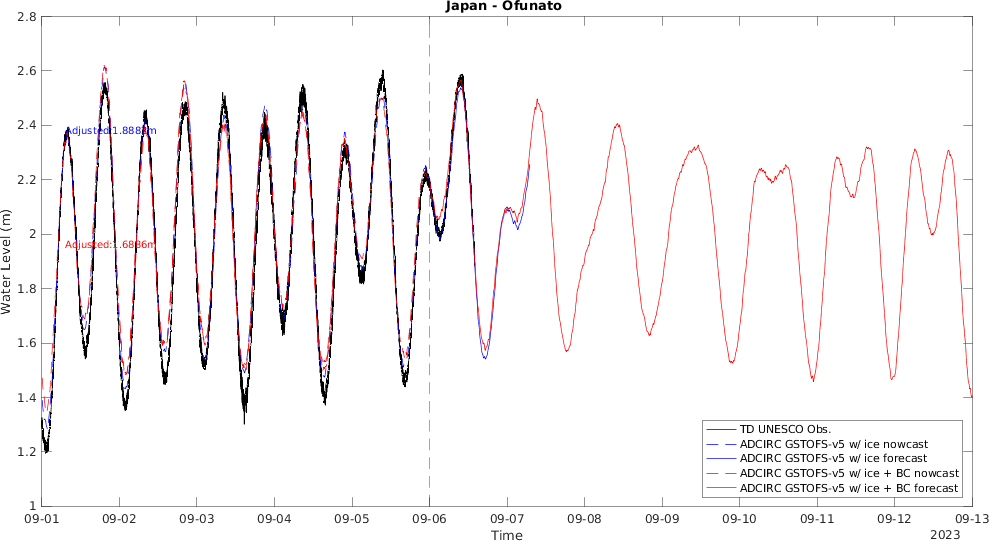 Japan - Ofunato
2.8
2.6
2.4
2.2
2
1.8
1.6
1.4
1.2
1
Water Level (m)
Adjusted:1.8883m
Adjusted:1.6836m
TD UNESCO Obs.
ADCIRC GSTOFS-v5 w/ ice nowcast
ADCIRC GSTOFS-v5 w/ ice forecast
ADCIRC GSTOFS-v5 w/ ice + BC nowcast
ADCIRC GSTOFS-v5 w/ ice + BC forecast
09-01 09-02 09-03 09-04 09-05 09-06 09-07 09-08 09-09 09-10 09-11 09-12 09-13
Time
2023